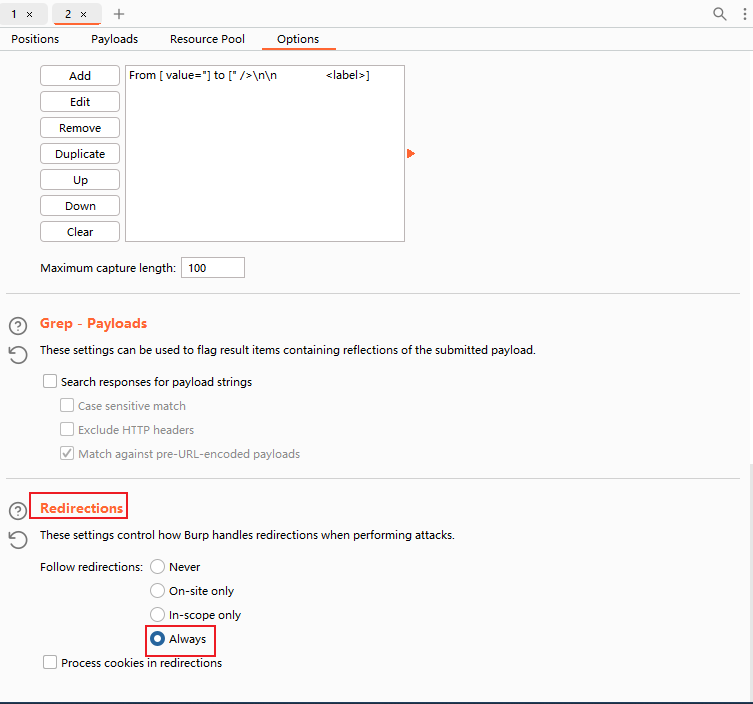 1 × 2 × +
Positions Payloads Resource Pool Options
Add
From [ value="] to [" />\n\n <label>]
Edit
Remove
Duplicate
Up
Down
Clear
Maximum capture length: 100
Grep - Payloads
These settings can be used to flag result items containing reflections of the submitted payload.
Search responses for payload strings
Case sensitive match
Exclude HTTP headers
Match against pre-URL-encoded payloads
Redirections
These settings control how Burp handles redirections when performing attacks.
Follow redirections: Never
On-site only
In-scope only
Always
Process cookies in redirections